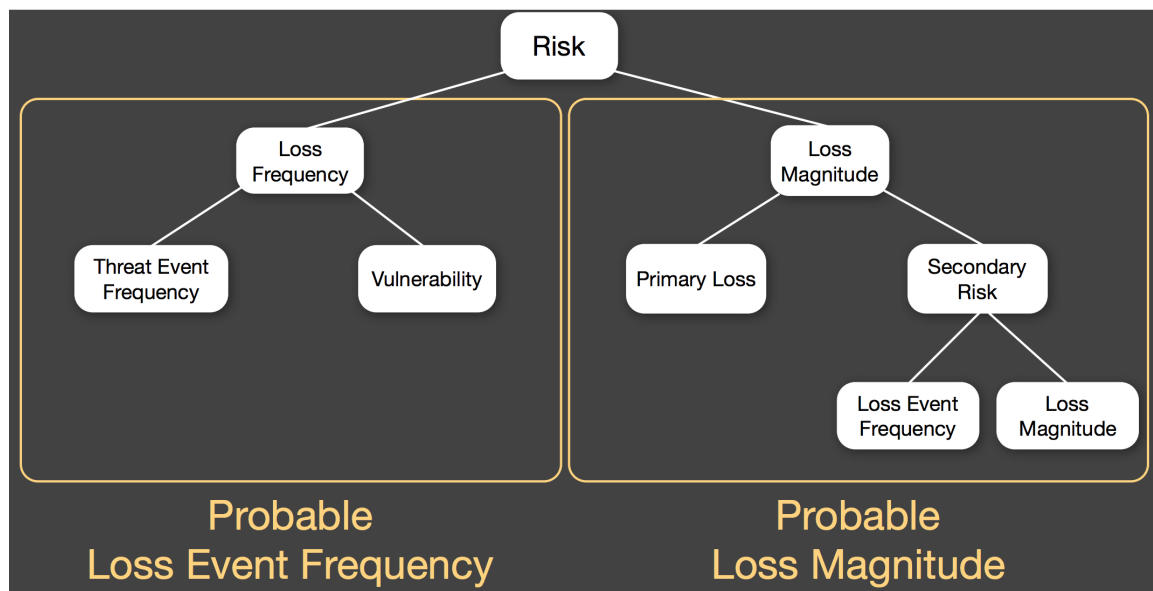 Risk
Loss
Frequency
Loss
Magnitude
Threat Event
Frequency
Vulnerability
Primary Loss
Secondary
Risk
Loss Event
Frequency
Loss
Magnitude
Probable
Loss Event Frequency
Probable
Loss Magnitude